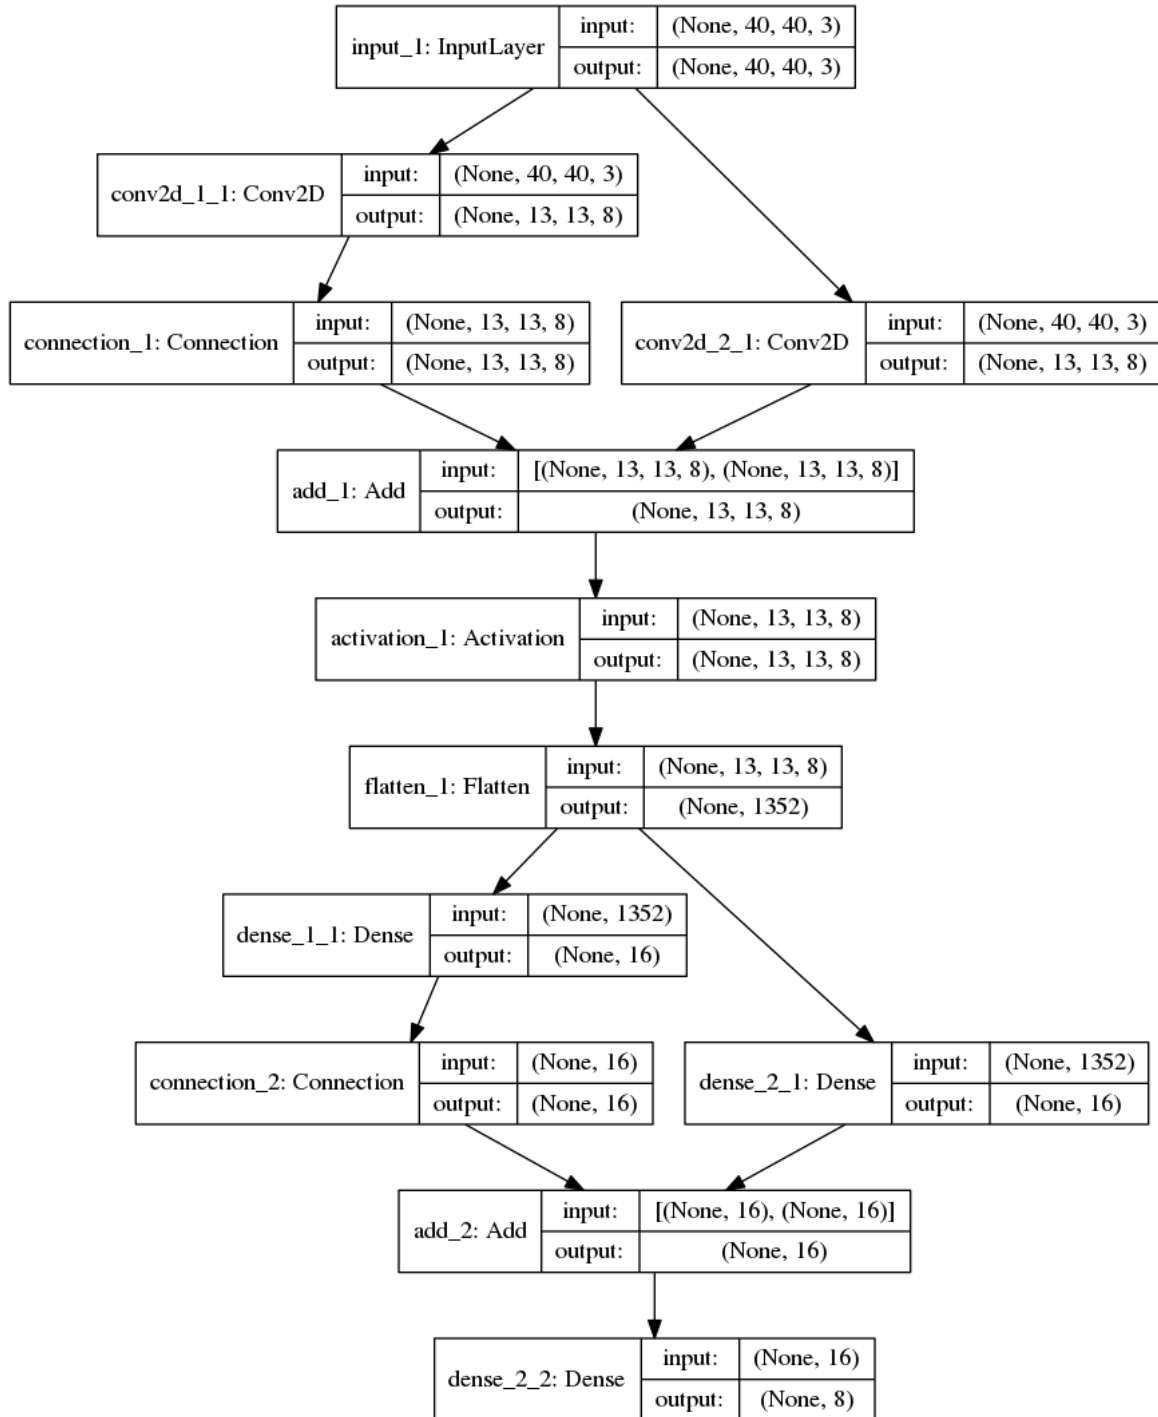 input_1: InputLayer
input: (None, 40, 40, 3)
output: (None, 40, 40, 3)
conv2d_1_1: Conv2D
input: (None, 40, 40, 3)
output: (None, 13, 13, 8)
connection_1: Connection
input: (None, 13, 13, 8)
output: (None, 13, 13, 8)
conv2d_2_1: Conv2D
input: (None, 40, 40, 3)
output: (None, 13, 13, 8)
add_1: Add
input: [(None, 13, 13, 8), (None, 13, 13, 8)]
output: (None, 13, 13, 8)
activation_1: Activation
input: (None, 13, 13, 8)
output: (None, 13, 13, 8)
flatten_1: Flatten
input: (None, 13, 13, 8)
output: (None, 1352)
dense_1_1: Dense
input: (None, 1352)
output: (None, 16)
connection_2: Connection
input: (None, 16)
output: (None, 16)
dense_2_1: Dense
input: (None, 1352)
output: (None, 16)
add_2: Add
input: [(None, 16), (None, 16)]
output: (None, 16)
dense_2_2: Dense
input: (None, 16)
output: (None, 8)